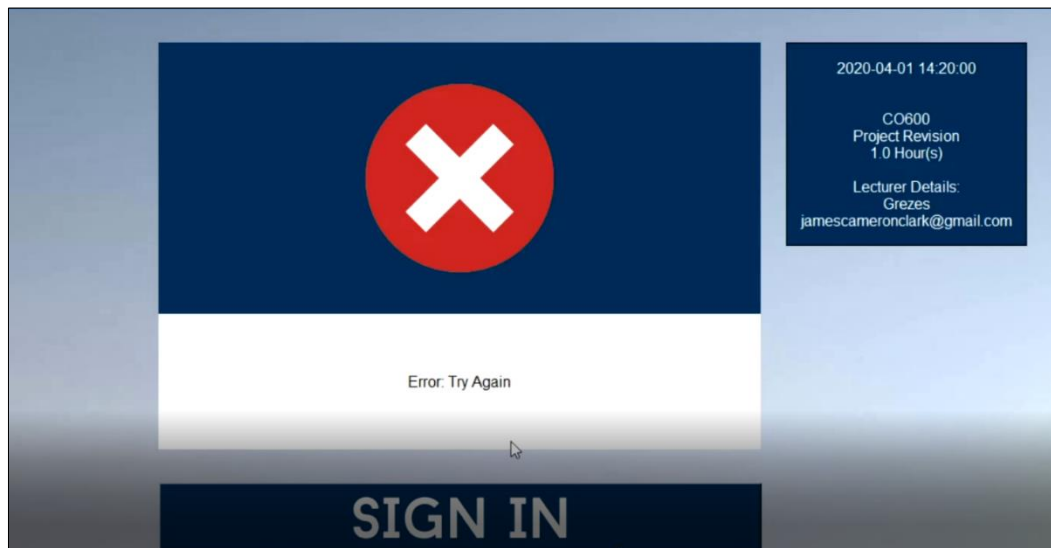 2020-04-01 14:20:00
CO600
Project Revision
1.0 Hour(s)
Lecturer Details:
Grezes
jamescameronclark@gmail.com
Error: Try Again
SIGN IN